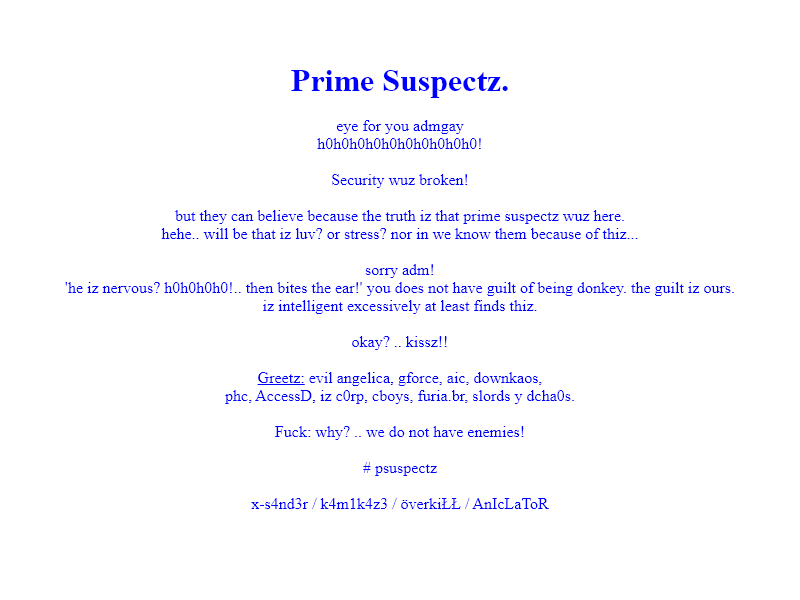 Prime Suspectz.
eye for you admgay
h0h0h0h0h0h0h0h0h0h0!
Security wuz broken!
but they can believe because the truth iz that prime suspectz wuz here.
hehe.. will be that iz luv? or stress? nor in we know them because of thiz...
sorry adm!
'he iz nervous? h0h0h0h0!.. then bites the ear!' you does not have guilt of being donkey. the guilt iz ours.
iz intelligent excessively at least finds thiz.
okay? .. kissz!!
Greetz: evil angelica, gforce, aic, downkaos,
phc, AccessD, iz c0rp, cboys, furia.br, slords y dcha0s.
Fuck: why? .. we do not have enemies!
# psuspectz
x-s4nd3r / k4m1k4z3 / överkiŁŁ / AnIcLaToR